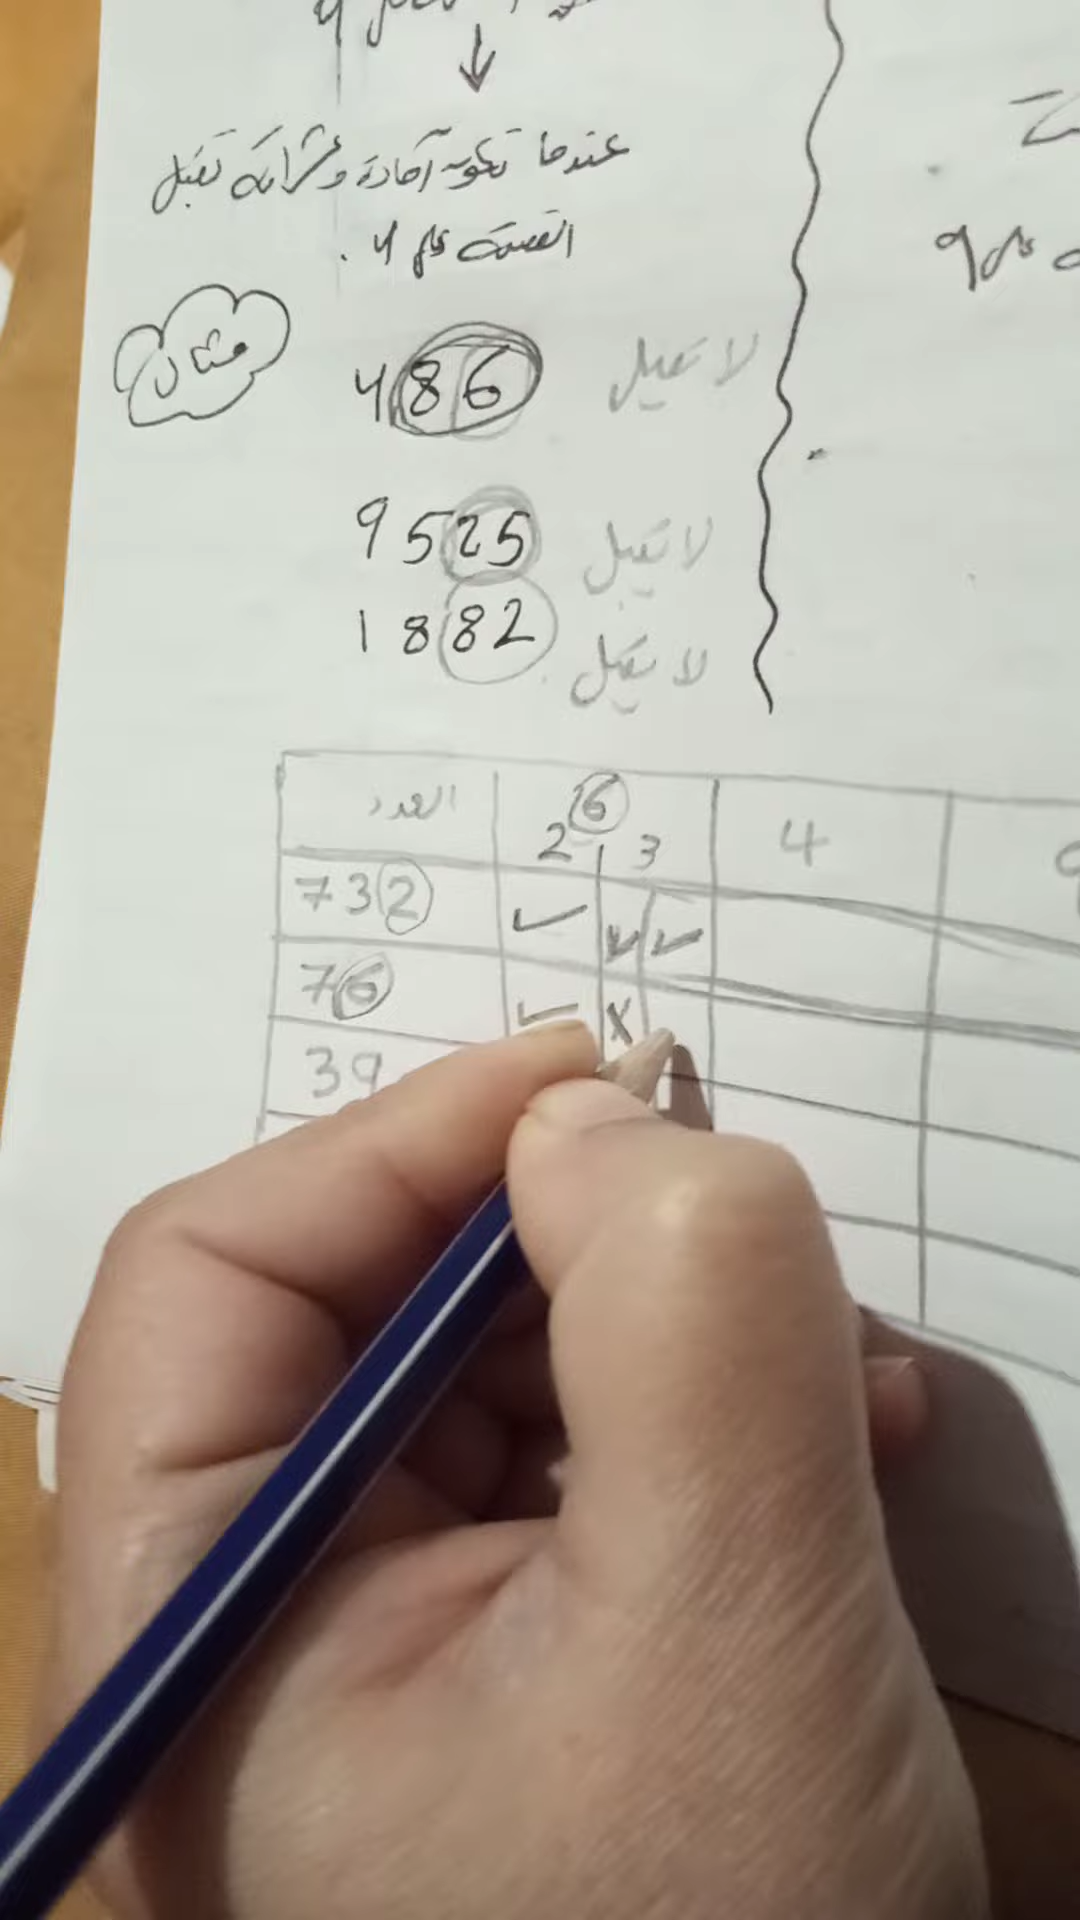 عندما تكون آحاده وعشراته تقبل
القسمة على 4 .
مثال
486 لا تقبل
9525 لا تقبل
1882 لا تقبل
العدد 6 4
2 3
732 ✓ ✓ ✓
76 ✓ x
39